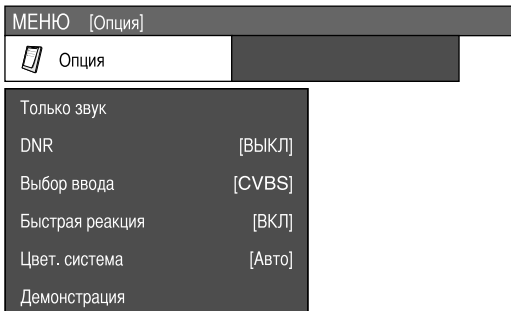 МЕНЮ [Опция]
Опция
Только звук
DNR [ВЫКЛ]
Выбор ввода [CVBS]
Быстрая реакция [ВКЛ]
Цвет. система [Авто]
Демонстрация